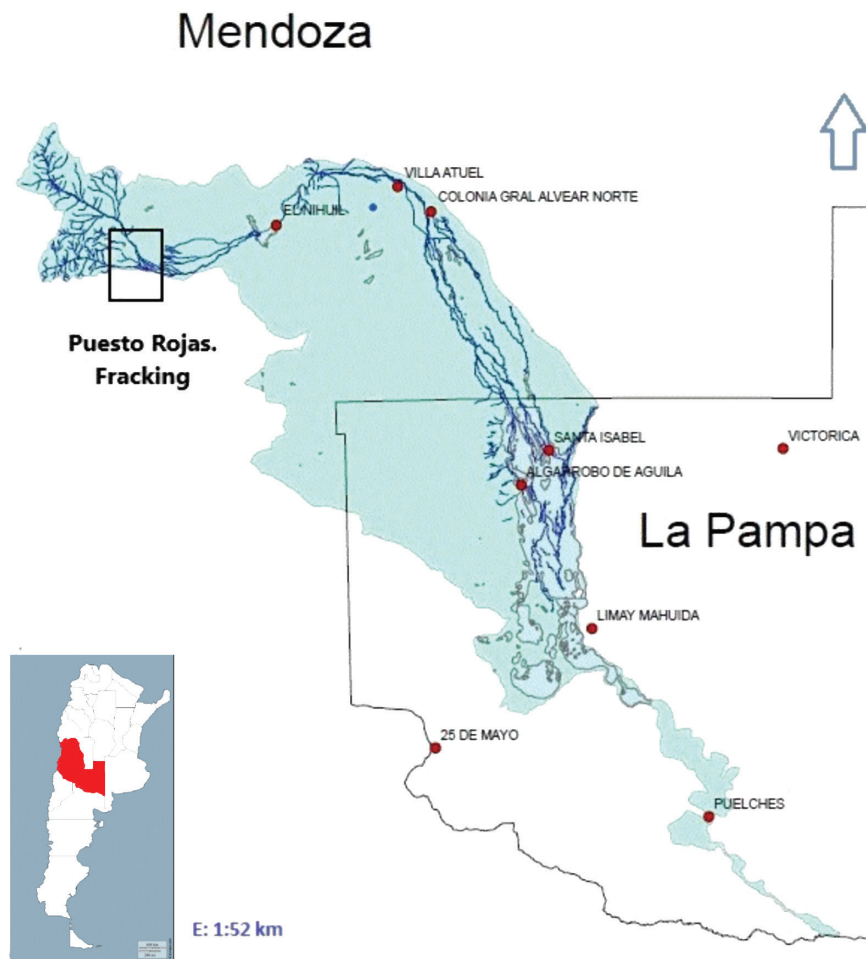 Mendoza
VILLA ATUEL
COLONIA GRAL ALVEAR NORTE
EL NIHUIL
Puesto Rojas.
Fracking
SANTA ISABEL
VICTORICA
ALGARROBO DE AGUILA
La Pampa
LIMAY MAHUIDA
25 DE MAYO
PUELCHES
E: 1:52 km